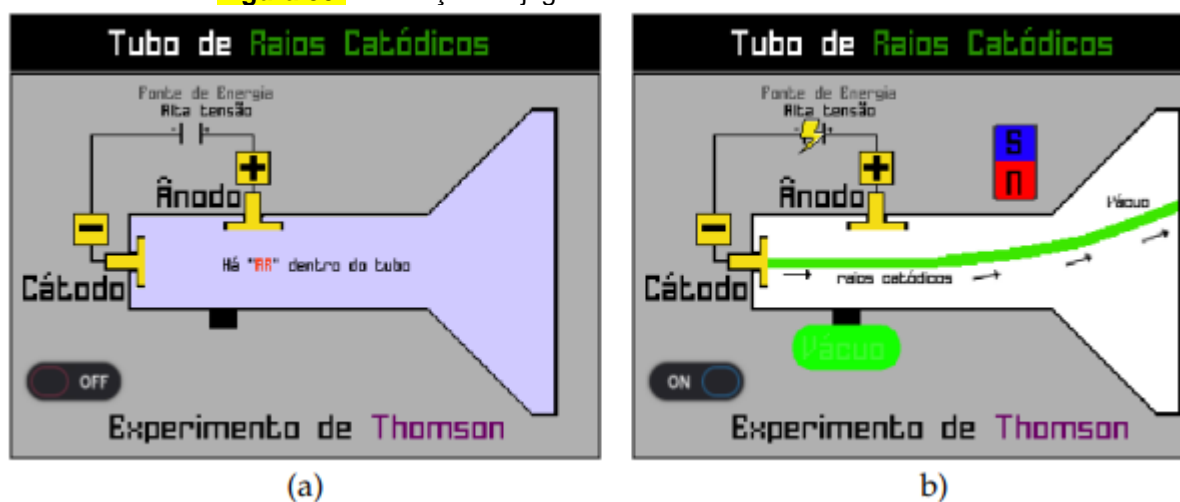 Tubo de Raios Catódicos
Fonte de Energia
Alta tensão
- +
+
Ânodo
-
Há "AR" dentro do tubo
Cátodo
OFF
Experimento de Thomson
(a)
Tubo de Raios Catódicos
Fonte de Energia
Alta tensão
S
N
+
Ânodo
Vácuo
-
raios catódicos
Cátodo
Vácuo
ON
Experimento de Thomson
b)